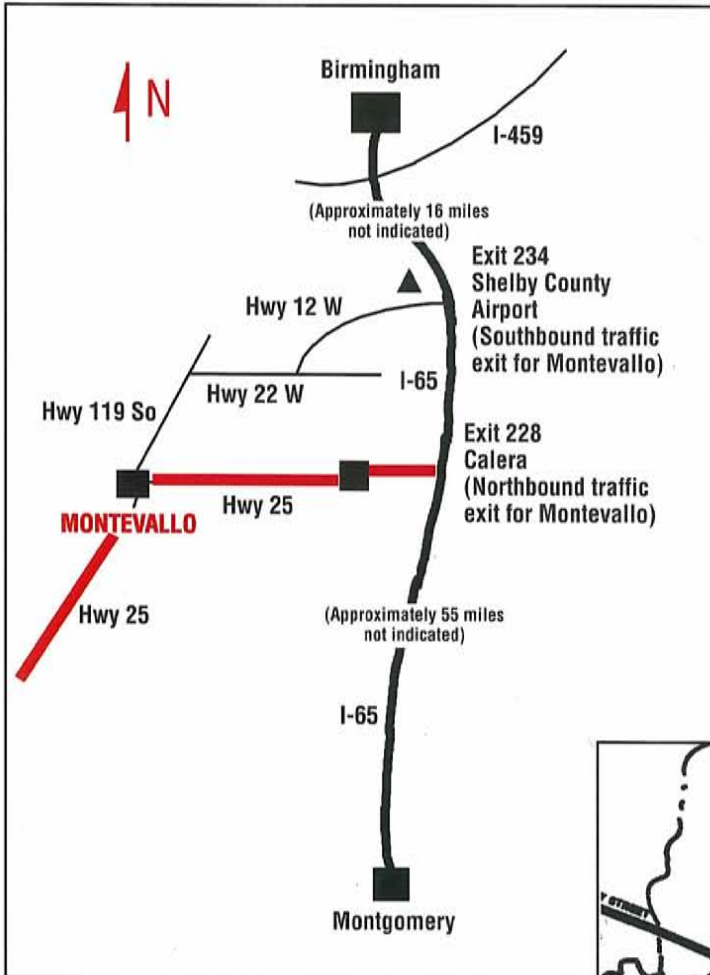 N
Birmingham
I-459
(Approximately 16 miles
not indicated)
Exit 234
Shelby County
Airport
(Southbound traffic
exit for Montevallo)
Hwy 12 W
I-65
Hwy 22 W
Hwy 119 So
Exit 228
Calera
(Northbound traffic
exit for Montevallo)
Hwy 25
MONTEVALLO
Hwy 25
(Approximately 55 miles
not indicated)
I-65
Montgomery
STREET